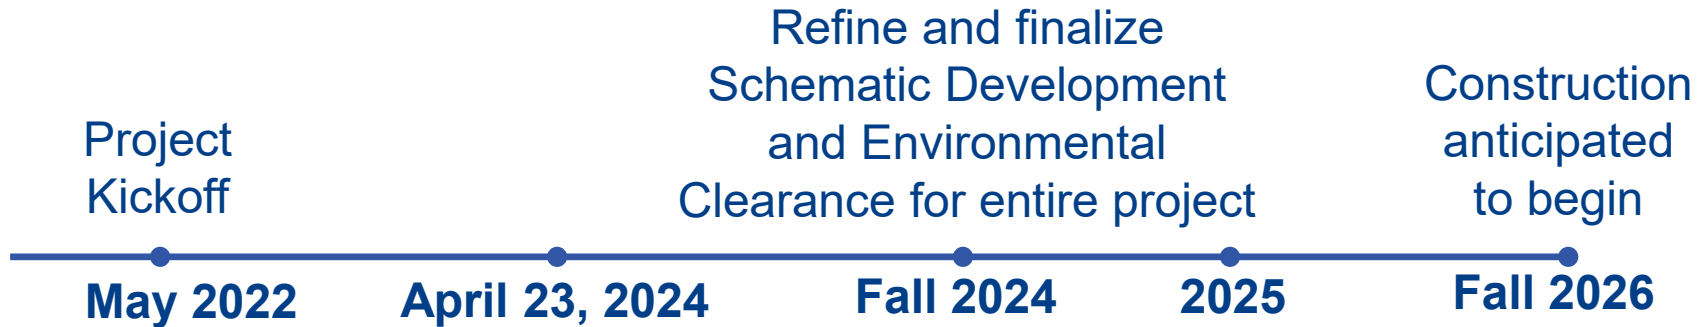 Project
Kickoff
Refine and finalize
Schematic Development
and Environmental
Clearance for entire project
Construction
anticipated
to begin
May 2022
April 23, 2024
Fall 2024
2025
Fall 2026